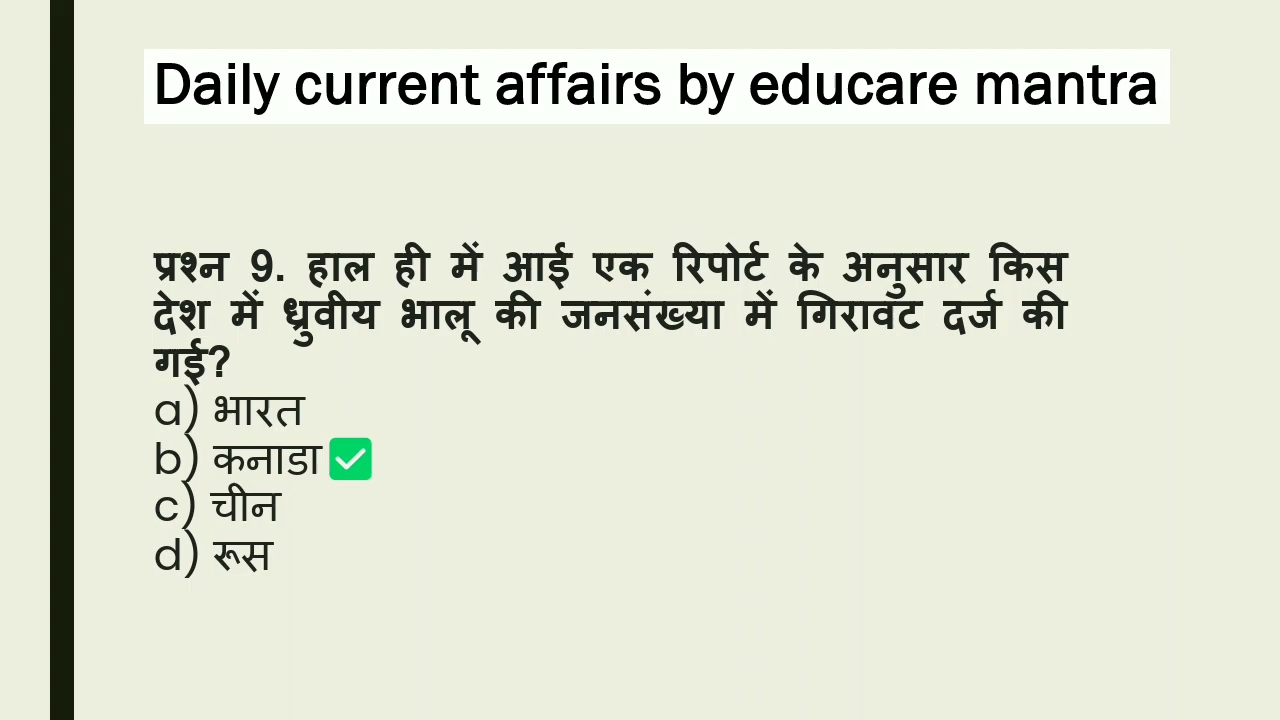 Daily current affairs by educare mantra
प्रश्न 9. हाल ही में आई एक रिपोर्ट के अनुसार किस
देश में ध्रुवीय भालू की जनसंख्या में गिरावट दर्ज की
गई?
a) भारत
b) कनाडा ✅
c) चीन
d) रूस